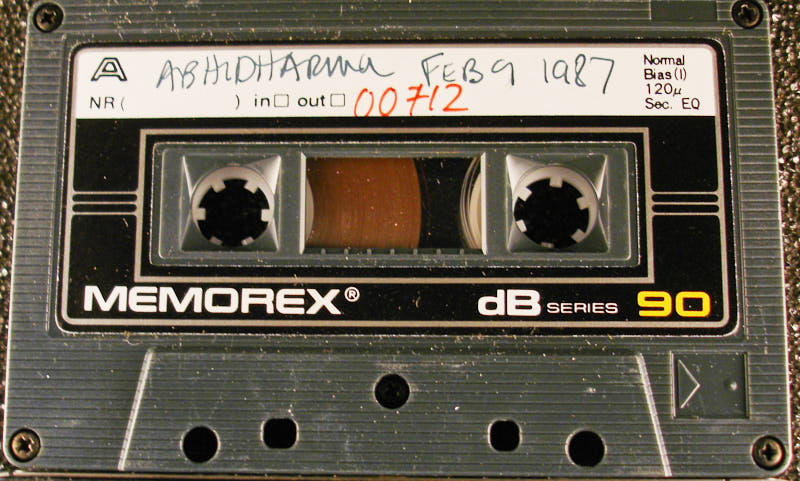 A ABHIDHARMA FEB 9 1987
NR ( ) in□ out□ 00712
Normal
Bias (I)
120µ
Sec. EQ
MEMOREX® dB SERIES 90